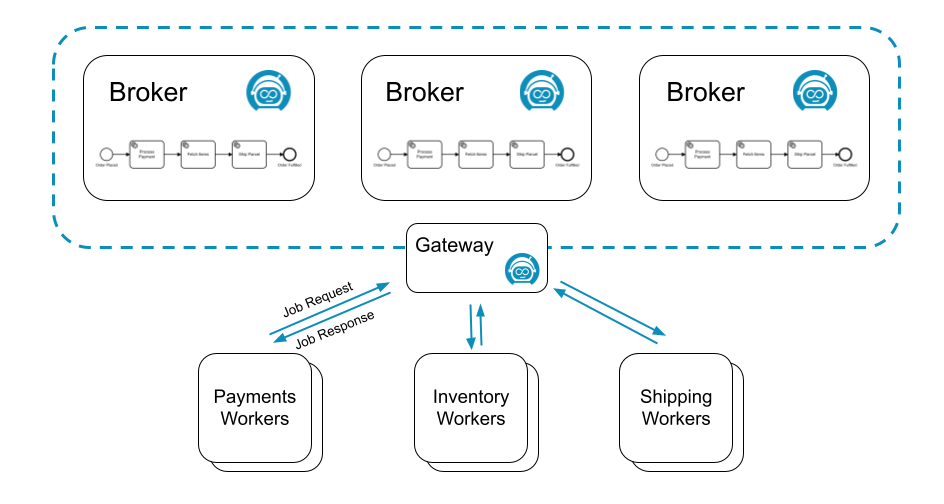 Broker
Order Placed
Process
Payment
Fetch Items
Ship Parcel
Order Fulfilled
Broker
Order Placed
Process
Payment
Fetch Items
Ship Parcel
Order Fulfilled
Broker
Order Placed
Process
Payment
Fetch Items
Ship Parcel
Order Fulfilled
Gateway
Job Request
Job Response
Payments
Workers
Inventory
Workers
Shipping
Workers